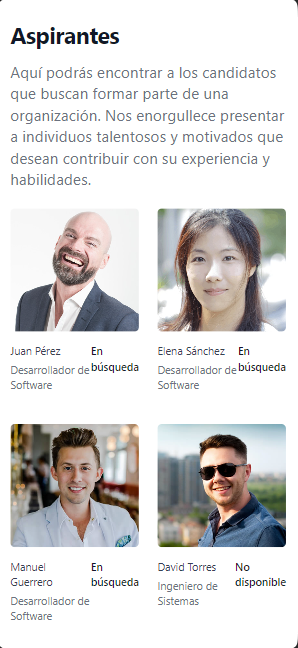 Aspirantes
Aquí podrás encontrar a los candidatos
que buscan formar parte de una
organización. Nos enorgullece presentar
a individuos talentosos y motivados que
desean contribuir con su experiencia y
habilidades.
Juan Pérez
Desarrollador de
Software
En
búsqueda
Elena Sánchez
Desarrollador de
Software
En
búsqueda
Manuel
Guerrero
Desarrollador de
Software
En
búsqueda
David Torres
Ingeniero de
Sistemas
No
disponible